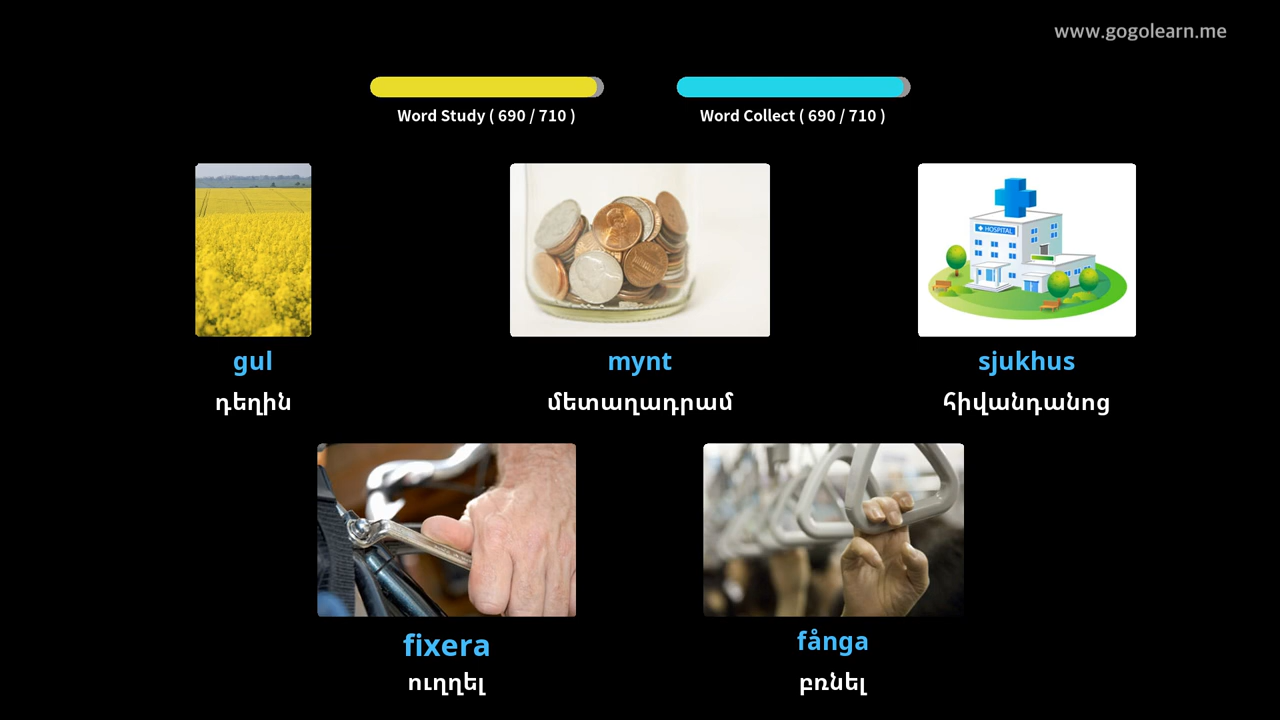 www.gogolearn.me
Word Study ( 690 / 710 )
Word Collect ( 690 / 710 )
HOSPITAL
gul
mynt
sjukhus
դեղին
մետաղադրամ
հիվանդանոց
fixera
fånga
ուղղել
բռնել